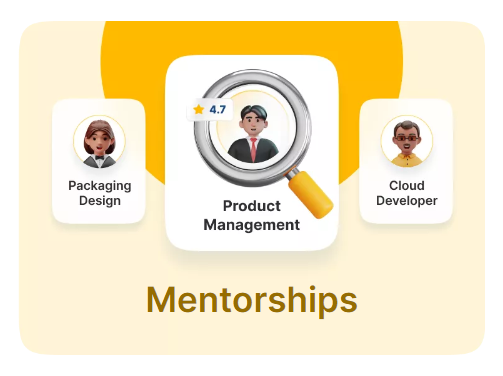 4.7
Packaging
Design
Product
Management
Cloud
Developer
Mentorships